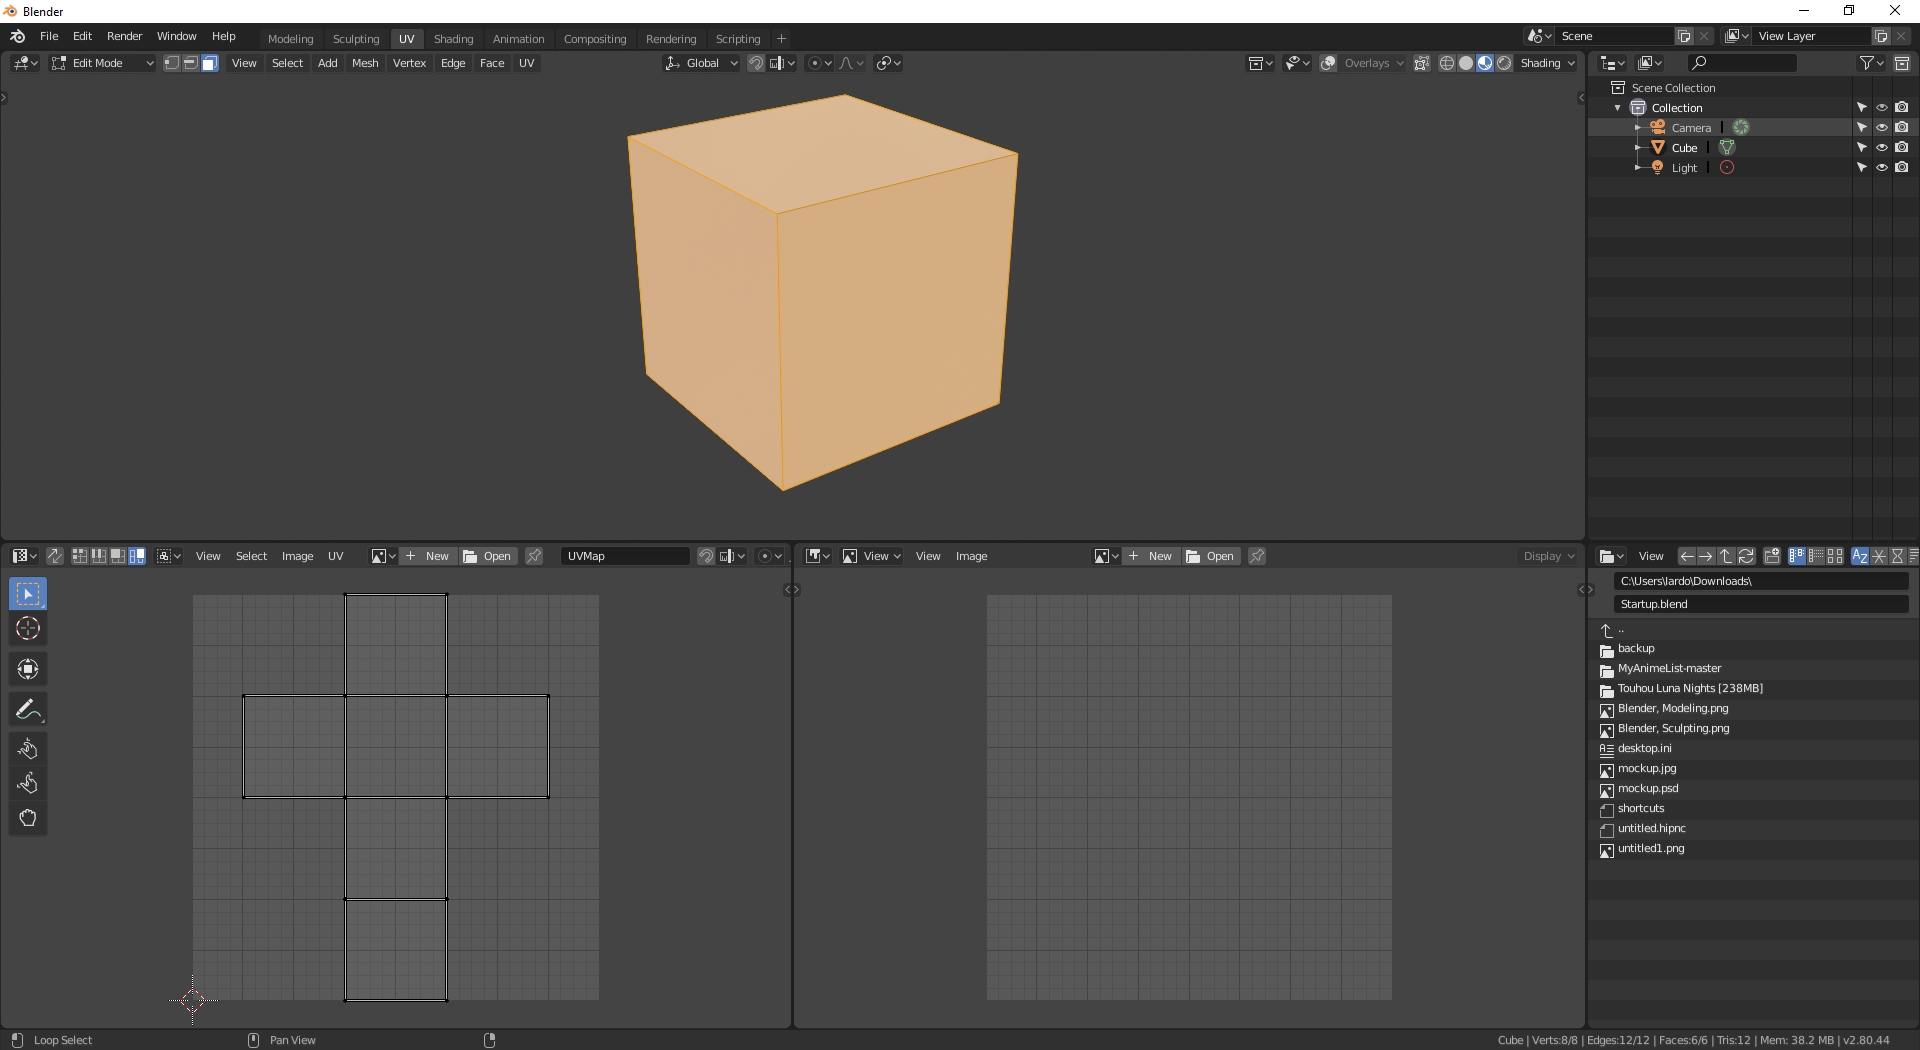 Blender
File Edit Render Window Help Modeling Sculpting UV Shading Animation Compositing Rendering Scripting + Scene View Layer
Edit Mode View Select Add Mesh Vertex Edge Face UV Global Overlays Shading
Scene Collection
Collection
Camera
Cube
Light
View Select Image UV + New Open UVMap
View View Image + New Open Display
View
C:\Users\lardo\Downloads\
Startup.blend
..
backup
MyAnimeList-master
Touhou Luna Nights [238MB]
Blender, Modeling.png
Blender, Sculpting.png
desktop.ini
mockup.jpg
mockup.psd
shortcuts
untitled.hipnc
untitled1.png
Loop Select Pan View Cube | Verts:8/8 | Edges:12/12 | Faces:6/6 | Tris:12 | Mem: 38.2 MB | v2.80.44